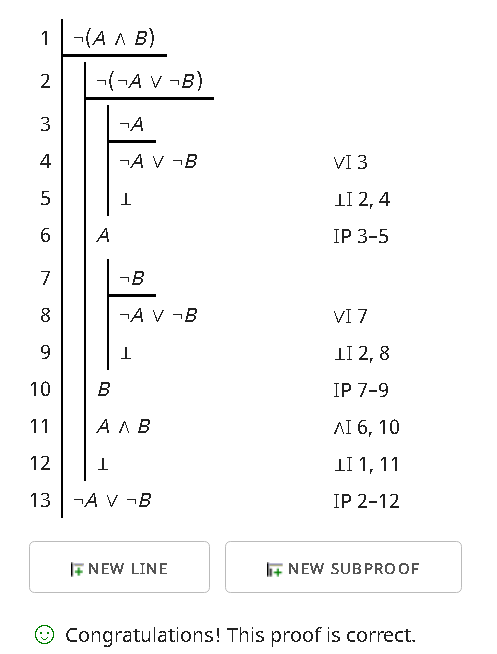 1 ¬(A ∧ B)
2 ¬(¬A ∨ ¬B)
3 ¬A
4 ¬A ∨ ¬B ∨I 3
5 ⊥ ⊥I 2, 4
6 A IP 3–5
7 ¬B
8 ¬A ∨ ¬B ∨I 7
9 ⊥ ⊥I 2, 8
10 B IP 7–9
11 A ∧ B ∧I 6, 10
12 ⊥ ⊥I 1, 11
13 ¬A ∨ ¬B IP 2–12
NEW LINE NEW SUBPROOF
Congratulations! This proof is correct.